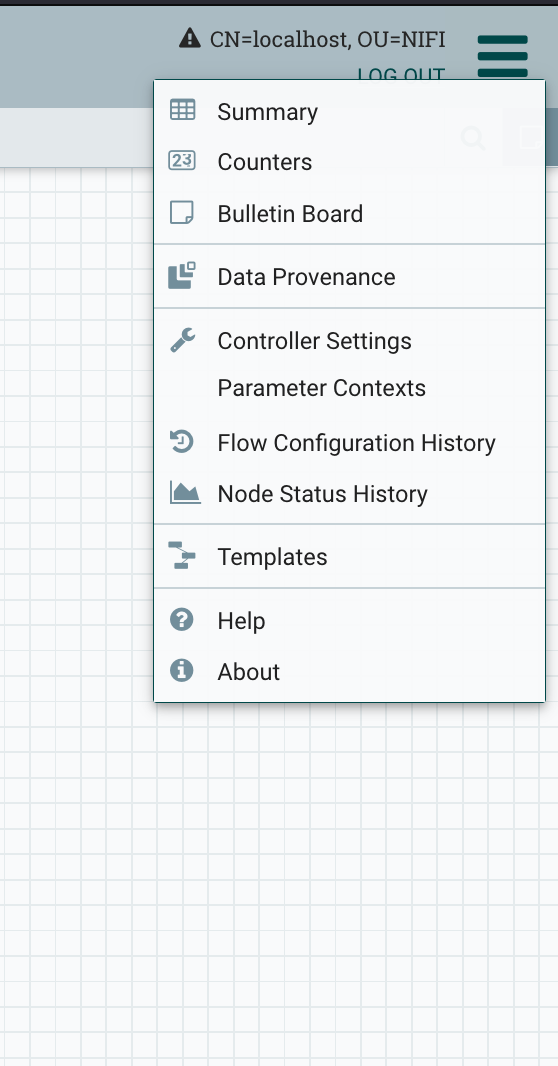 CN=localhost, OU=NIFI
LOG OUT
Summary
23 Counters
Bulletin Board
Data Provenance
Controller Settings
Parameter Contexts
Flow Configuration History
Node Status History
Templates
? Help
i About